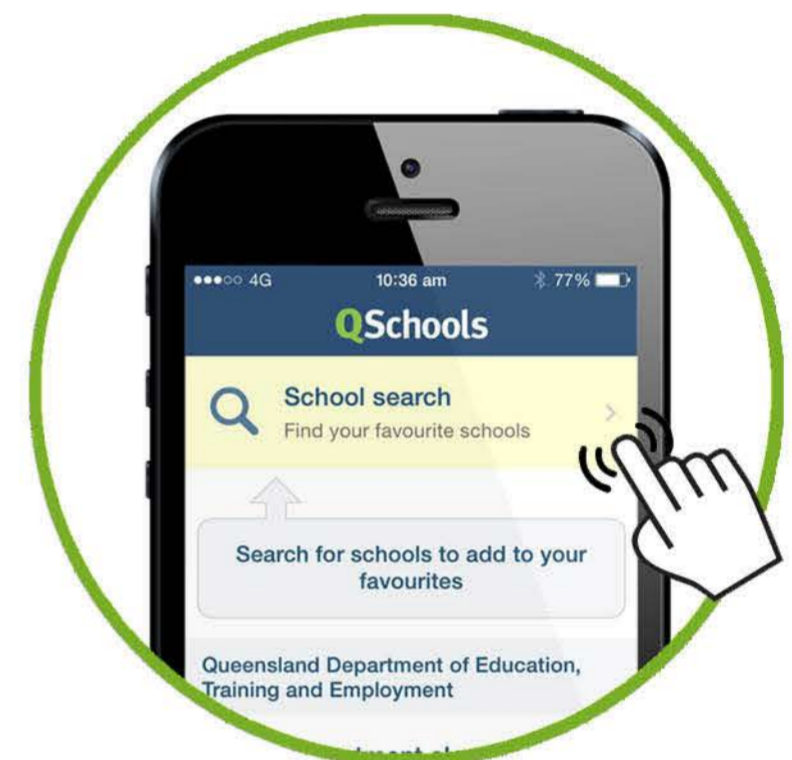 4G 10:36 am 77%
QSchools
School search
Find your favourite schools
Search for schools to add to your
favourites
Queensland Department of Education,
Training and Employment